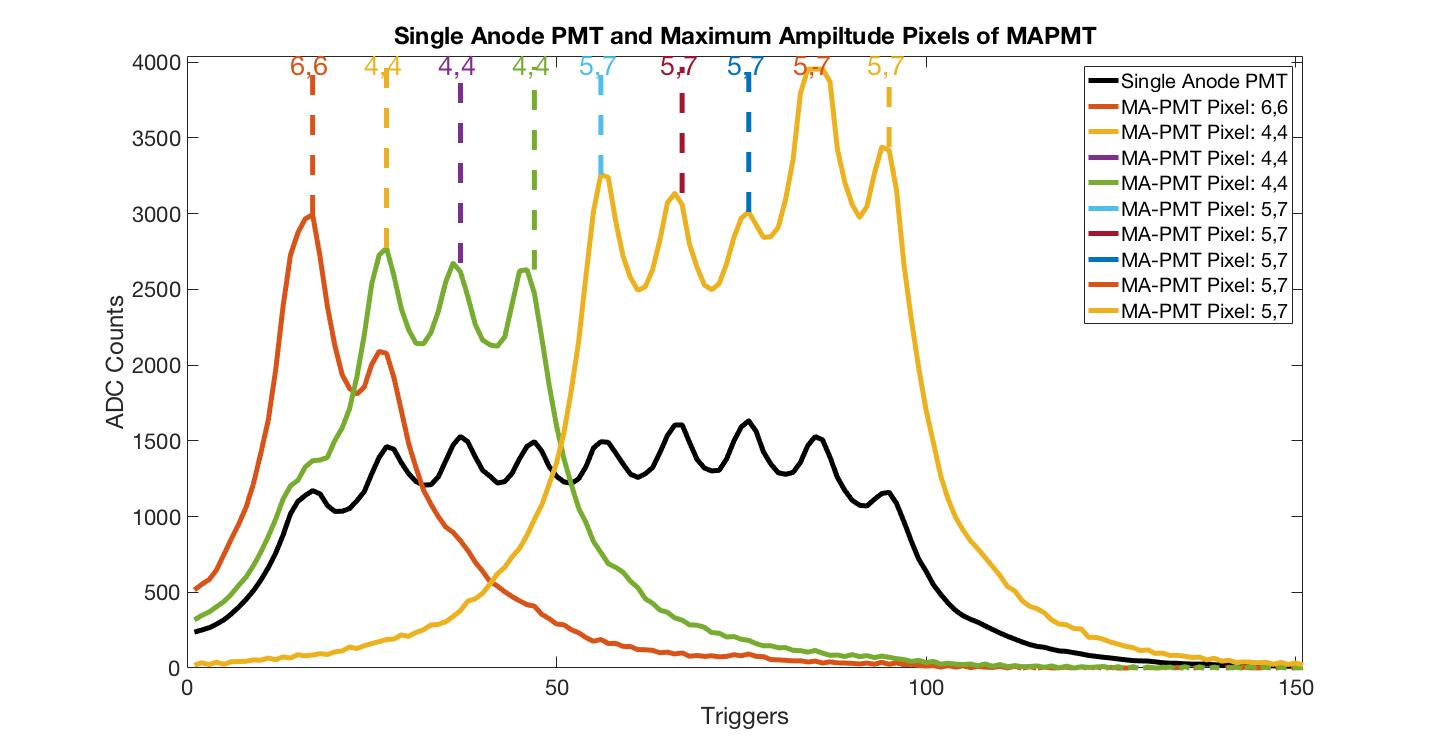 Single Anode PMT and Maximum Ampiltude Pixels of MAPMT
6,6 4,4 4,4 4,4 5,7 5,7 5,7 5,7 5,7
Single Anode PMT
MA-PMT Pixel: 6,6
MA-PMT Pixel: 4,4
MA-PMT Pixel: 4,4
MA-PMT Pixel: 4,4
MA-PMT Pixel: 5,7
MA-PMT Pixel: 5,7
MA-PMT Pixel: 5,7
MA-PMT Pixel: 5,7
MA-PMT Pixel: 5,7
ADC Counts
4000
3500
3000
2500
2000
1500
1000
500
0
0 50 100 150
Triggers